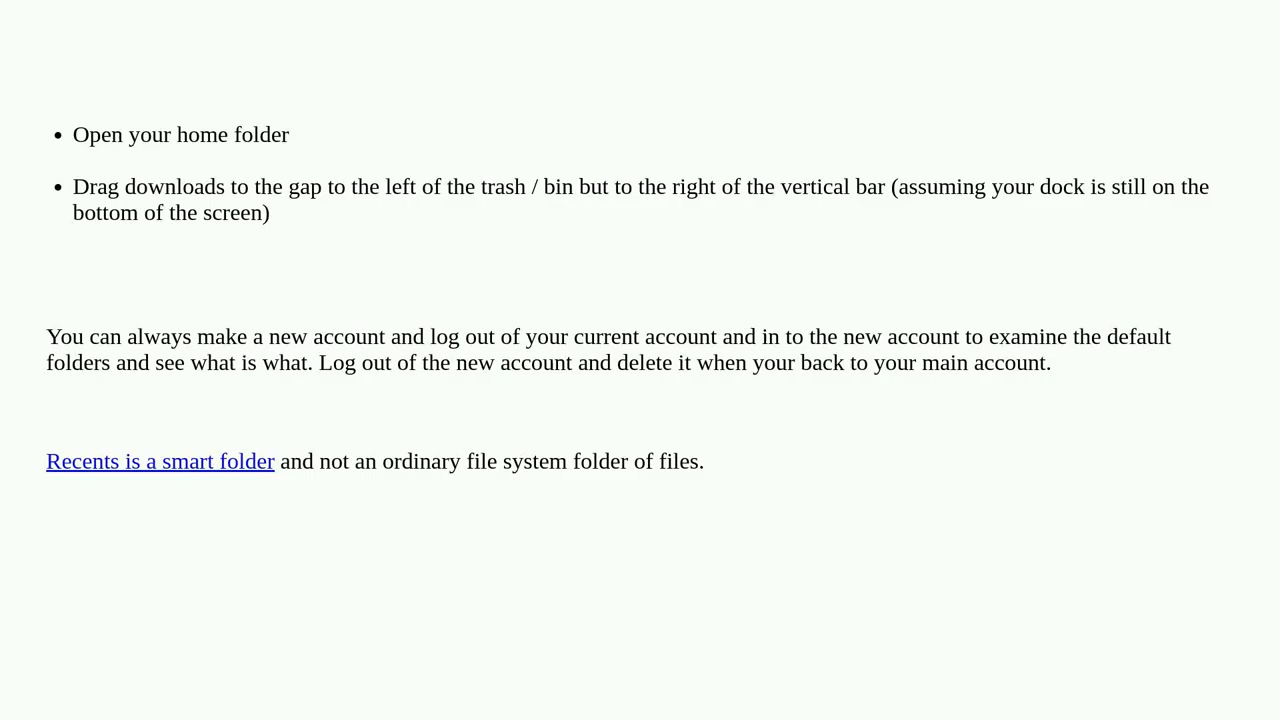 Open your home folder
Drag downloads to the gap to the left of the trash / bin but to the right of the vertical bar (assuming your dock is still on the
bottom of the screen)
You can always make a new account and log out of your current account and in to the new account to examine the default
folders and see what is what. Log out of the new account and delete it when your back to your main account.
Recents is a smart folder and not an ordinary file system folder of files.